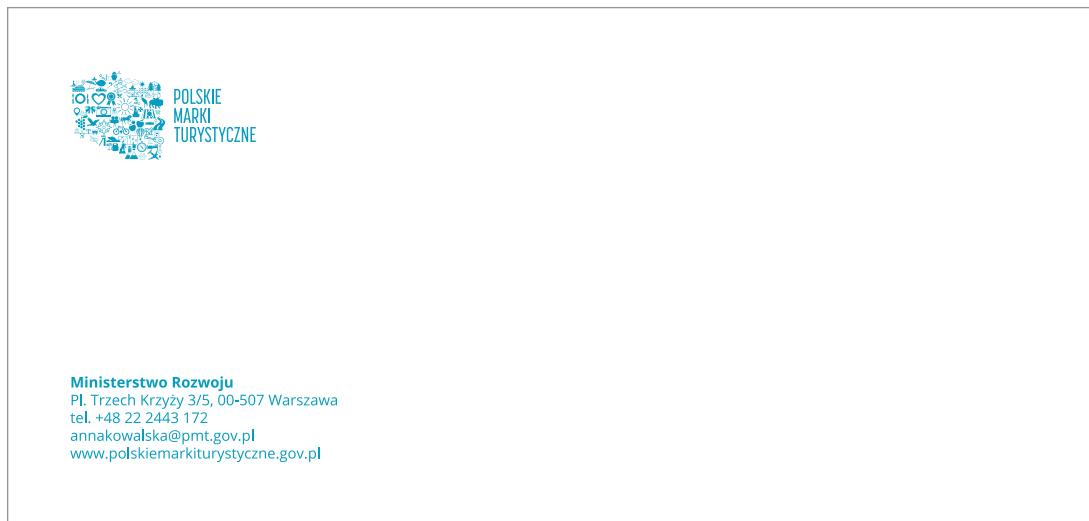 POLSKIE
MARKI
TURYSTYCZNE
Ministerstwo Rozwoju
Pl. Trzech Krzyży 3/5, 00-507 Warszawa
tel. +48 22 2443 172
annakowalska@pmt.gov.pl
www.polskiemarkiturystyczne.gov.pl